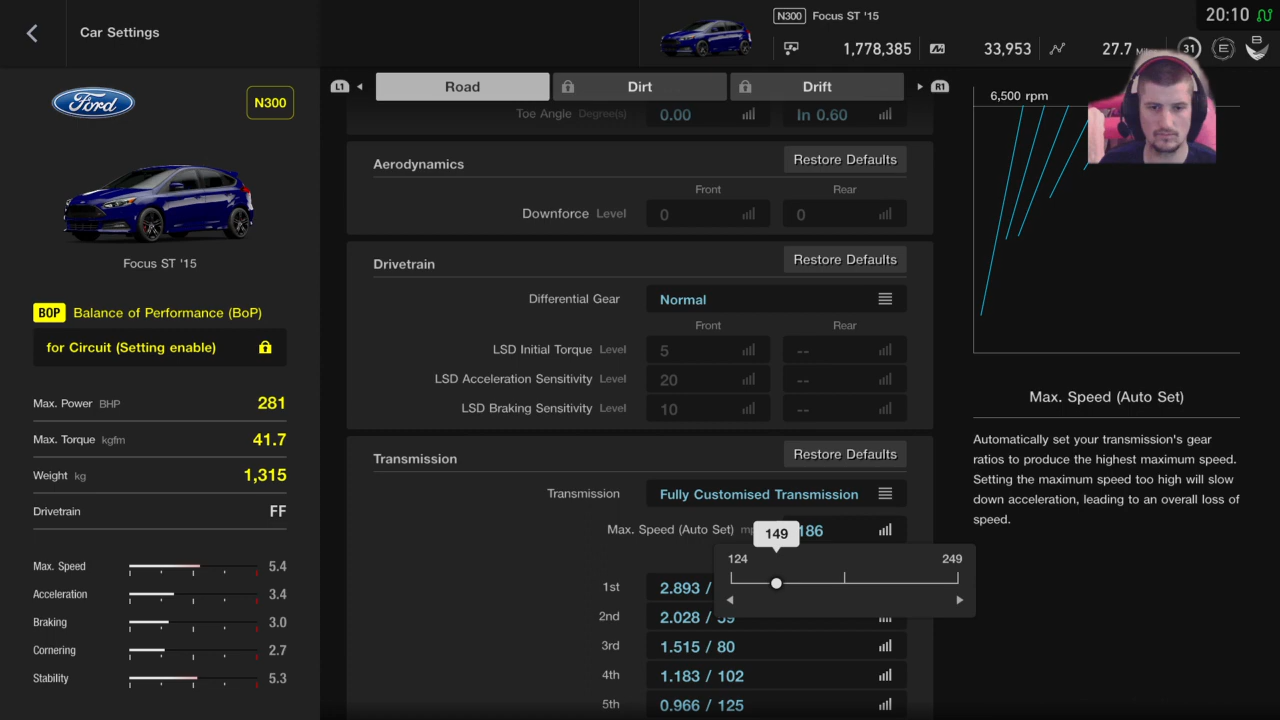 Car Settings
N300 Focus ST '15
20:10
1,778,385
33,953
27.7
31
E
B
Ford
N300
L1
Road
Dirt
Drift
R1
Toe Angle Degree(s) 0.00 In 0.60
6,500 rpm
Aerodynamics Restore Defaults
Front Rear
Downforce Level 0 0
Focus ST '15
Drivetrain Restore Defaults
Differential Gear Normal
Front Rear
LSD Initial Torque Level 5 --
LSD Acceleration Sensitivity Level 20 --
LSD Braking Sensitivity Level 10 --
BOP Balance of Performance (BoP)
for Circuit (Setting enable)
Max. Power BHP 281
Max. Torque kgfm 41.7
Weight kg 1,315
Drivetrain FF
Max. Speed 5.4
Acceleration 3.4
Braking 3.0
Cornering 2.7
Stability 5.3
Transmission Restore Defaults
Transmission Fully Customised Transmission
Max. Speed (Auto Set) 186
149
124 249
1st 2.893 /
2nd 2.028 / 59
3rd 1.515 / 80
4th 1.183 / 102
5th 0.966 / 125
Max. Speed (Auto Set)
Automatically set your transmission's gear
ratios to produce the highest maximum speed.
Setting the maximum speed too high will slow
down acceleration, leading to an overall loss of
speed.